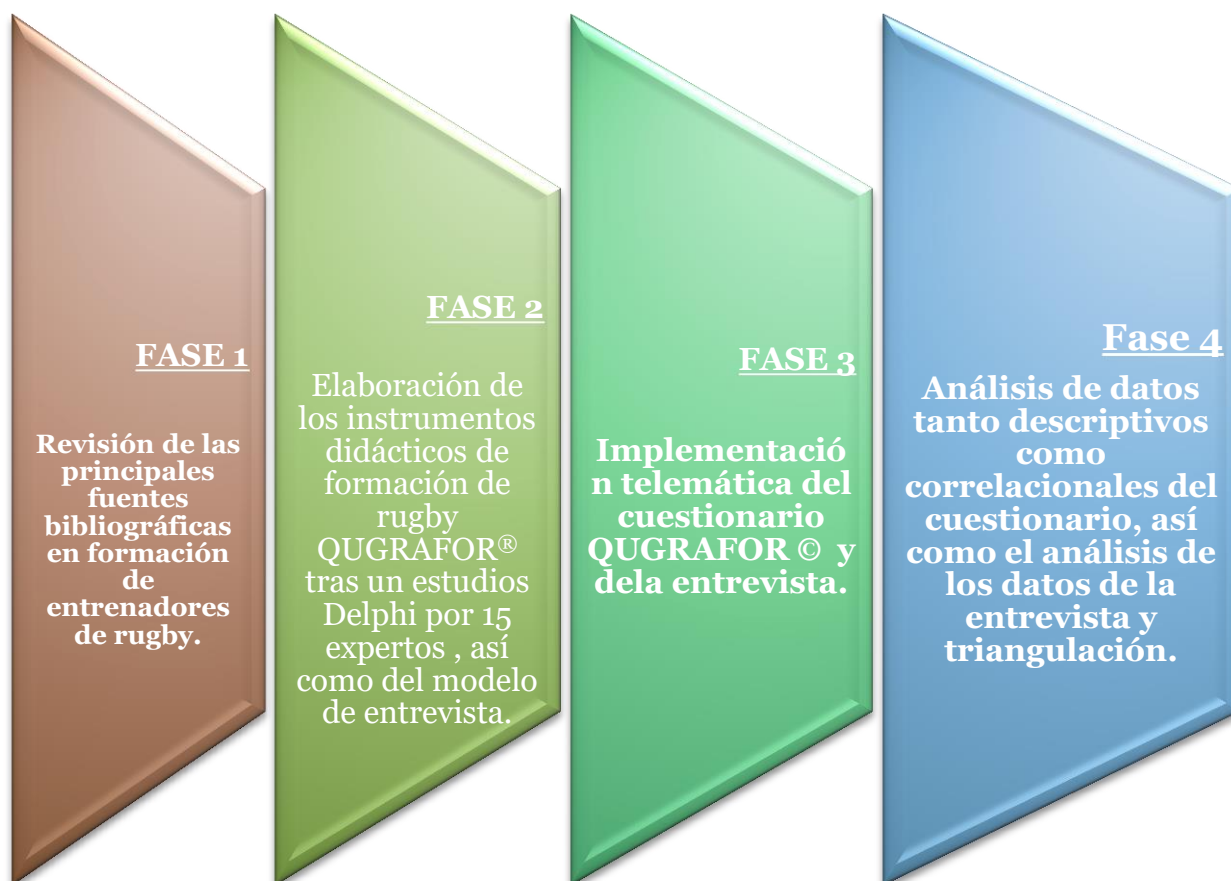 FASE 1
Revisión de las
principales
fuentes
bibliográficas
en formación
de
entrenadores
de rugby.
FASE 2
Elaboración de
los instrumentos
didácticos de
formación de
rugby
QUGRAFOR®
tras un estudios
Delphi por 15
expertos , así
como del modelo
de entrevista.
FASE 3
Implementació
n telemática del
cuestionario
QUGRAFOR © y
dela entrevista.
Fase 4
Análisis de datos
tanto descriptivos
como
correlacionales del
cuestionario, así
como el análisis de
los datos de la
entrevista y
triangulación.